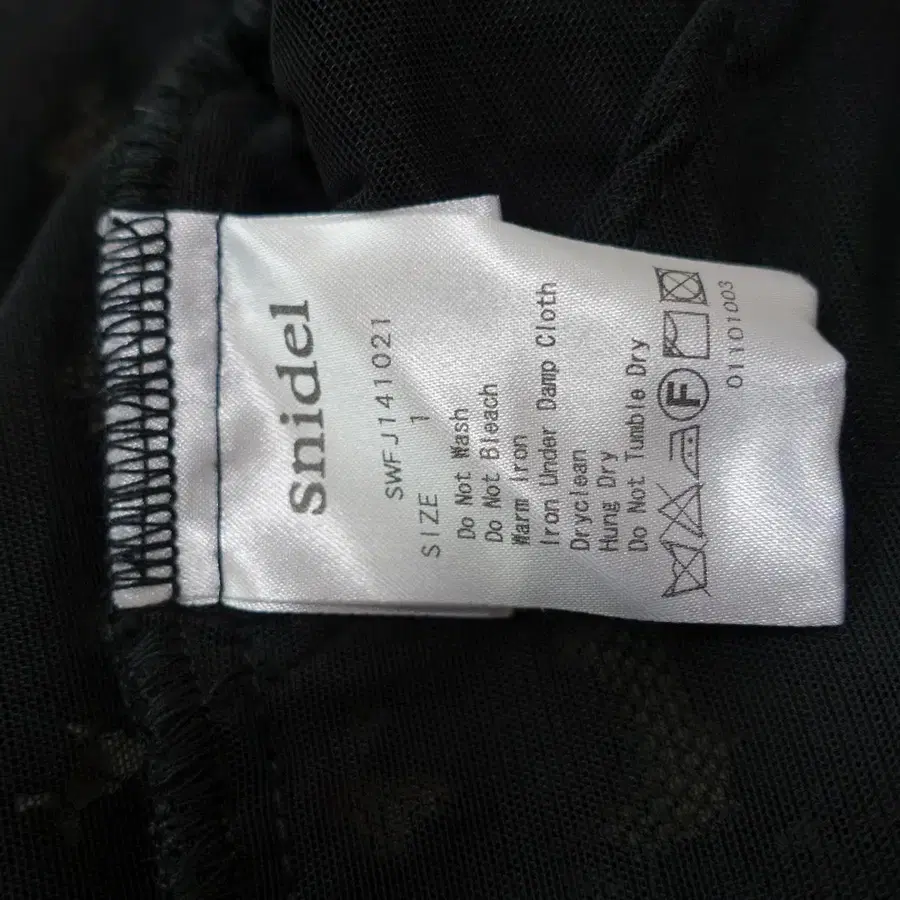 snidel
SWFJ141021
SIZE 1
Do Not Wash
Do Not Bleach
Warm Iron
Iron Under Damp Cloth
Dryclean
Hung Dry
Do Not Tumble Dry
F
01101003